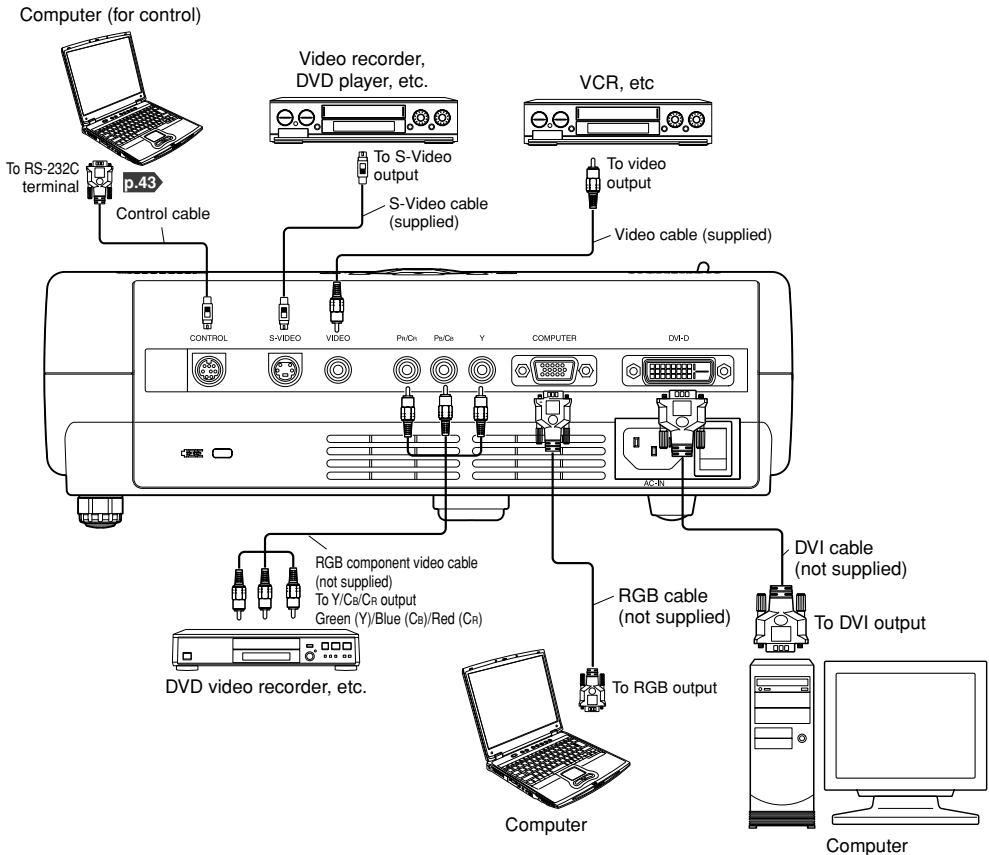 Computer (for control)
Video recorder,
DVD player, etc.
VCR, etc
To RS-232C
terminal
p.43
To S-Video
output
To video
output
Control cable
S-Video cable
(supplied)
Video cable (supplied)
CONTROL
S-VIDEO
VIDEO
PR/CR
PB/CB
Y
COMPUTER
DVI-D
AC-IN
RGB component video cable
(not supplied)
To Y/CB/CR output
Green (Y)/Blue (CB)/Red (CR)
DVD video recorder, etc.
RGB cable
(not supplied)
DVI cable
(not supplied)
To DVI output
To RGB output
Computer
Computer